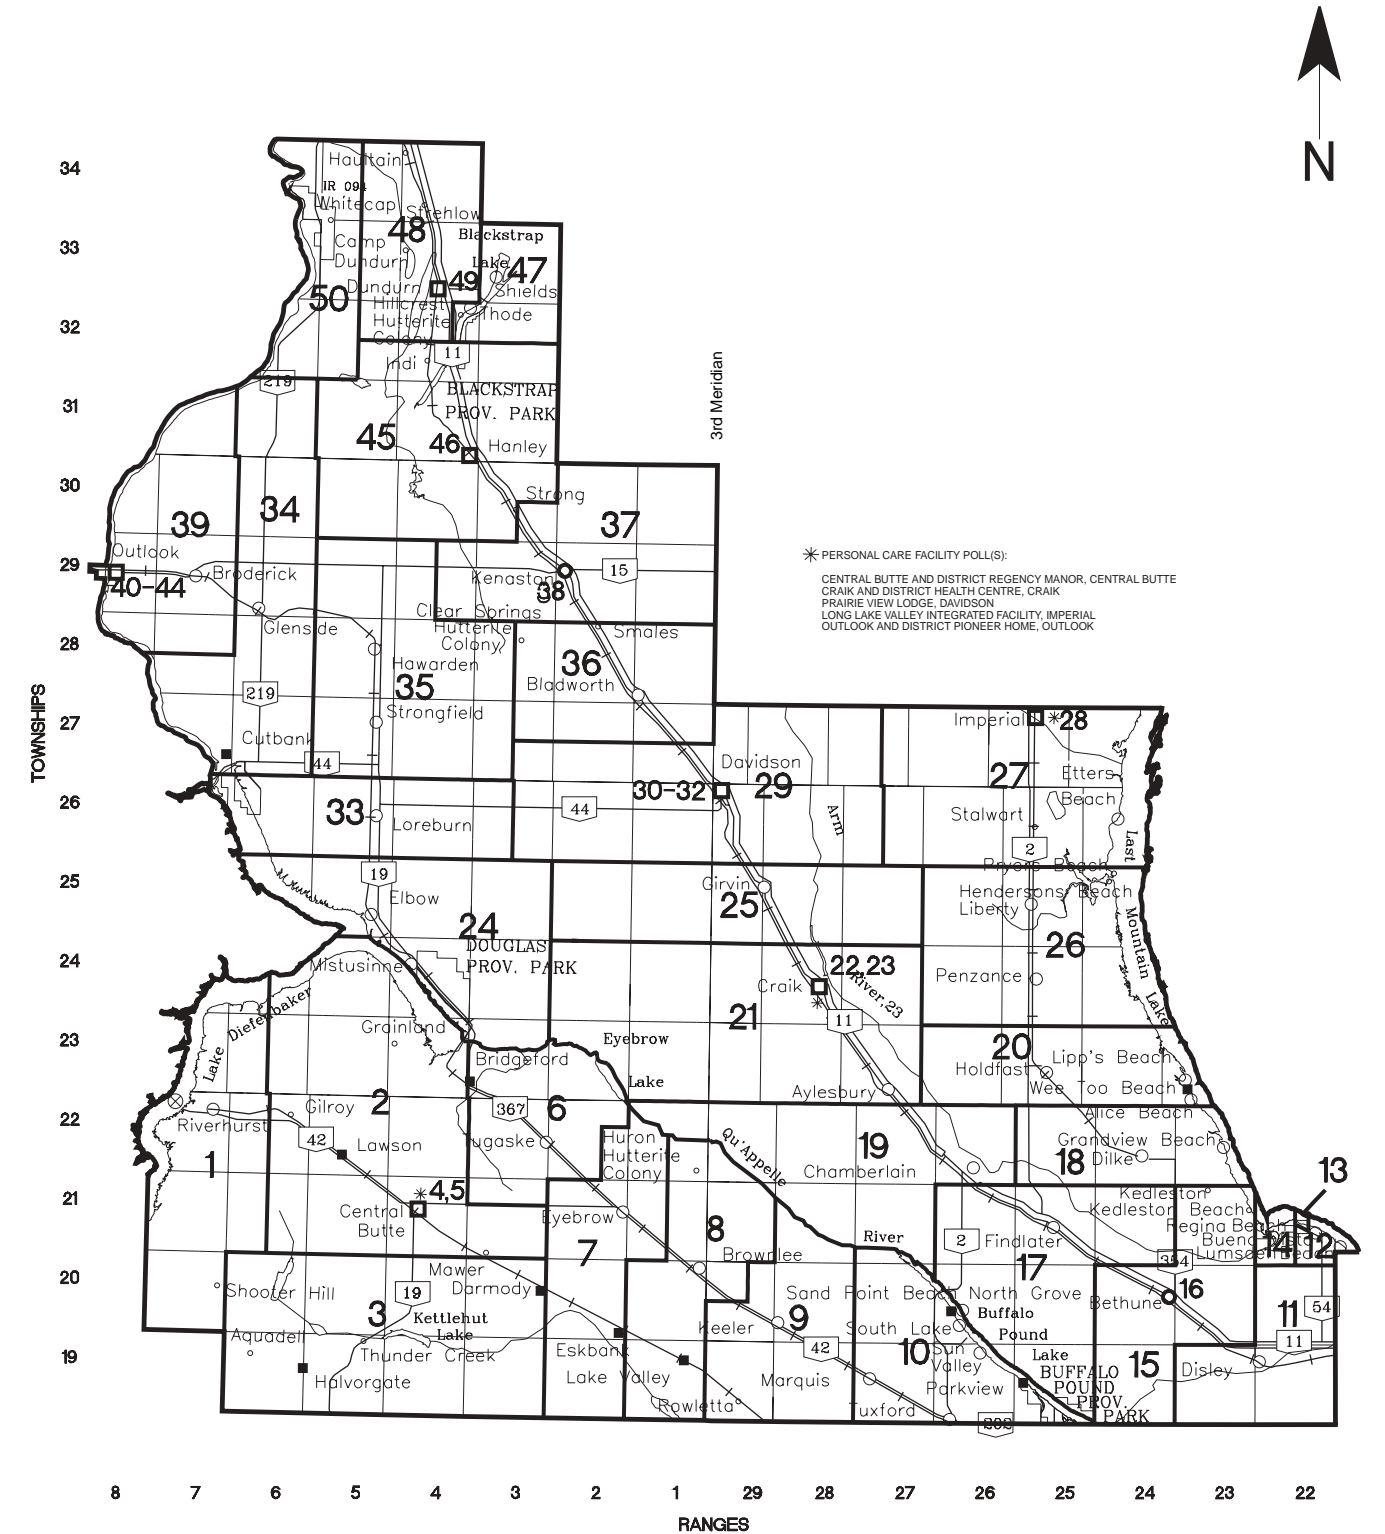 N
34
33
32
31
30
29
28
27
26
25
24
23
22
21
20
19
TOWNSHIPS
8 7 6 5 4 3 2 1 29 28 27 26 25 24 23 22
RANGES
3rd Meridian
PERSONAL CARE FACILITY POLL(S):
CENTRAL BUTTE AND DISTRICT REGENCY MANOR, CENTRAL BUTTE
CRAIK AND DISTRICT HEALTH CENTRE, CRAIK
PRAIRIE VIEW LODGE, DAVIDSON
LONG LAKE VALLEY INTEGRATED FACILITY, IMPERIAL
OUTLOOK AND DISTRICT PIONEER HOME, OUTLOOK
Haultain
IR 094
Whitecap
Strehlow
48
Blackstrap
Lake
47
Camp
Dundurn
Dundurn
49
Shields
50
Hillcrest
Hutterite
Colony
Thode
11
Indi
219
BLACKSTRAP
PROV. PARK
45
46
Hanley
Strong
39
34
37
Outlook
40-44
Broderick
Kenaston
38
15
Glenside
Clear Springs
Hutterite
Colony
Smales
Hawarden
36
35
Bladworth
219
Strongfield
Cutbank
44
Imperial
28
Davidson
30-32
29
27
Etters
Beach
33
Loreburn
44
Arm
Stalwart
2
Last
Mountain
Lake
Pryors Beach
19
Elbow
Girvin
25
Hendersons Beach
Liberty
24
DOUGLAS
PROV. PARK
26
Mistusinne
22,23
Craik
River,23
Penzance
Lake Diefenbaker
Grainland
21
11
Eyebrow
Lake
20
Lipp's Beach
Holdfast
Wee Too Beach
Bridgeford
Aylesbury
Alice Beach
2
367
6
Gilroy
Riverhurst
42
Lawson
Tugaske
Huron
Hutterite
Colony
Qu'Appelle
River
19
Chamberlain
Grandview Beach
18
Dilke
1
4,5
Central
Butte
Eyebrow
8
13
Kedleston
Kedleston Beach
Regina Beach
14
12
2
Findlater
354
7
Brownlee
17
Mawer
Darmody
Shooter Hill
19
3
Kettlehut
Lake
Sand Point Beach
North Grove
Bethune
16
11
54
Buffalo
Pound
Lake
Aquadell
Keeler
9
South Lake
42
10
Sun
Valley
11
Thunder Creek
Eskbank
Lake Valley
Halvorgate
Marquis
Parkview
BUFFALO
POUND
PROV.
PARK
15
Disley
Rowletta
Tuxford
202